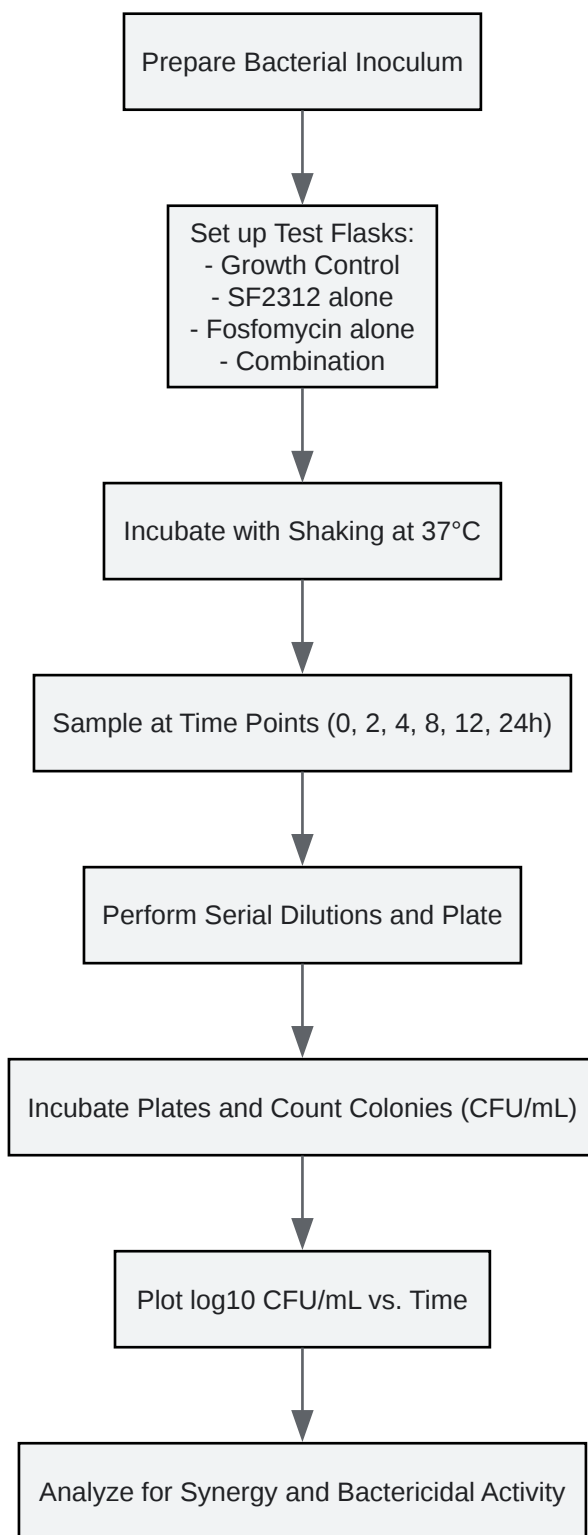 Prepare Bacterial Inoculum
Set up Test Flasks:
- Growth Control
- SF2312 alone
- Fosfomycin alone
- Combination
Incubate with Shaking at 37°C
Sample at Time Points (0, 2, 4, 8, 12, 24h)
Perform Serial Dilutions and Plate
Incubate Plates and Count Colonies (CFU/mL)
Plot log10 CFU/mL vs. Time
Analyze for Synergy and Bactericidal Activity